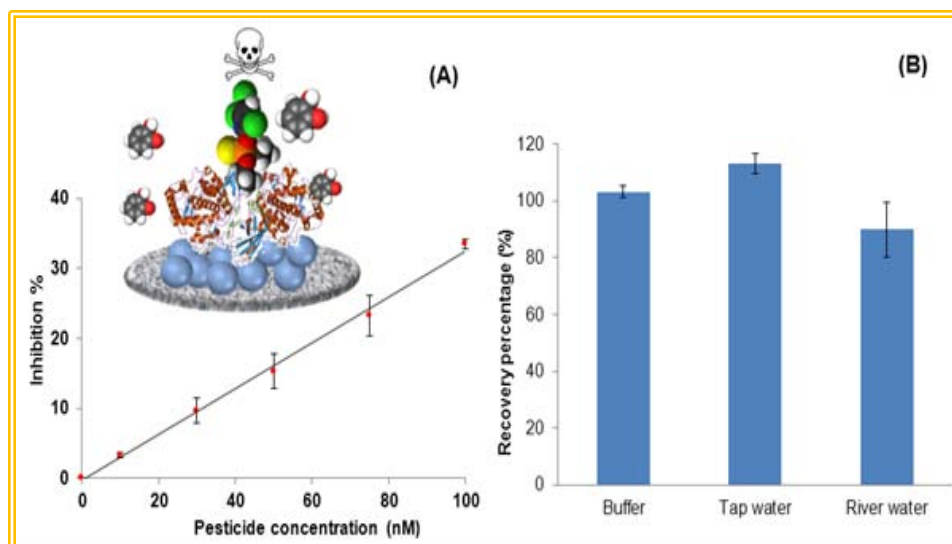 (A)
40
30
20
10
0
Inhibition %
0 20 40 60 80 100
Pesticide concentration (nM)
(B)
120
100
80
60
40
20
0
Recovery percentage (%)
Buffer Tap water River water